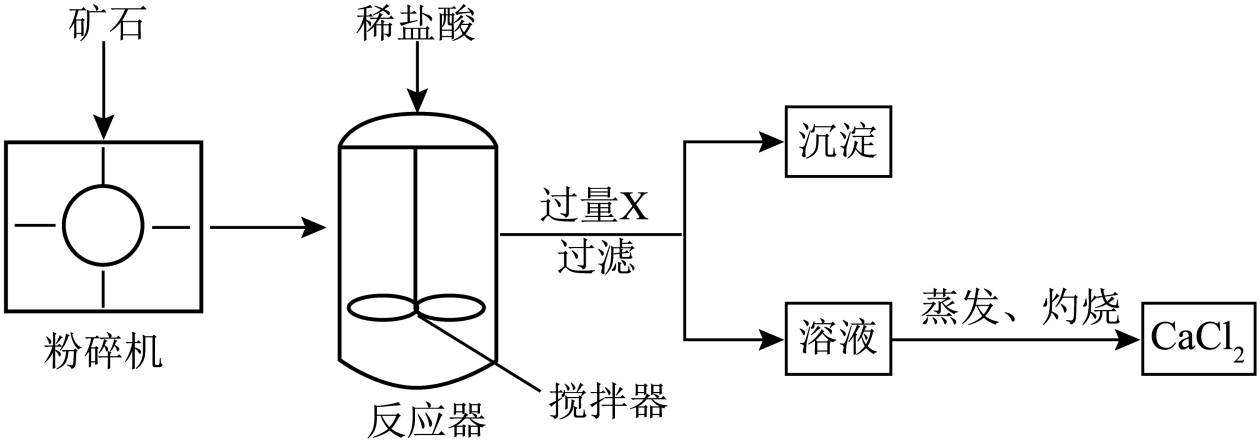 矿石
稀盐酸
沉淀
过量X
过滤
蒸发、灼烧
溶液
CaCl₂
粉碎机
搅拌器
反应器